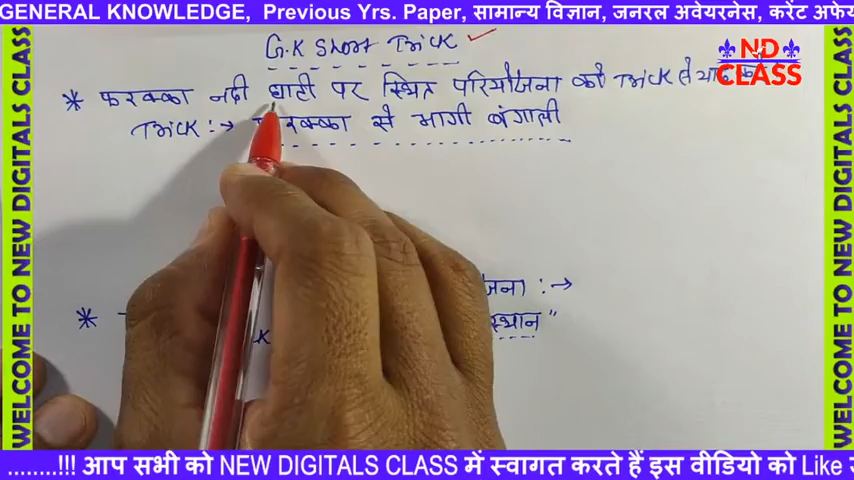 GENERAL KNOWLEDGE, Previous Yrs. Paper, सामान्य विज्ञान, जनरल अवेयरनेस, करेंट अफेय
G.K Short Trick
ND
CLASS
* फरक्का नदी घाटी पर स्थित परियोजना को Trick से याद
Trick :→ फरक्का से भागी बंगाली
जना :→
*
स्थान"
WELCOME TO NEW DIGITALS CLASS
WELCOME TO NEW DIGITALS CLASS
........!!! आप सभी को NEW DIGITALS CLASS में स्वागत करते हैं इस वीडियो को Like